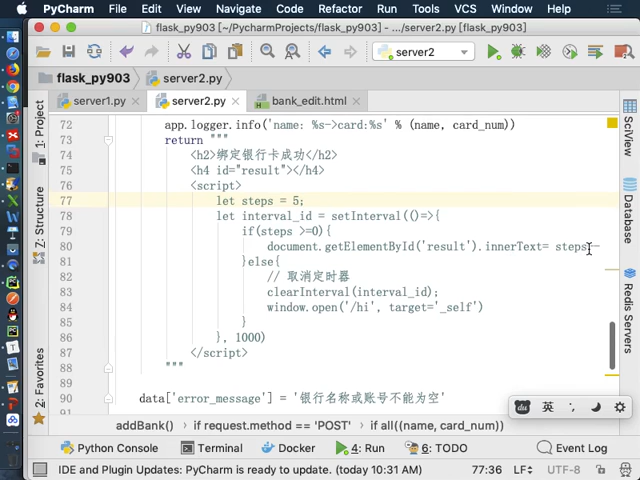 PyCharm File Edit View Navigate Code Refactor Run Tools VCS Window Help
flask_py903 [~/PycharmProjects/flask_py903] - .../server2.py [flask_py903]
server2
flask_py903 server2.py
server1.py server2.py bank_edit.html
1: Project
7: Structure
2: Favorites
SciView
Database
Redis Servers
72 app.logger.info('name: %s->card:%s' % (name, card_num))
73 return """
74 <h2>绑定银行卡成功</h2>
75 <h4 id="result"></h4>
76 <script>
77 let steps = 5;
78 let interval_id = setInterval(()=>{
79 if(steps >=0){
80 document.getElementById('result').innerText= steps--
81 }else{
82 // 取消定时器
83 clearInterval(interval_id);
84 window.open('/hi', target='_self')
85 }
86 }, 1000)
87 </script>
88 """
89
90 data['error_message'] = '银行名称或账号不能为空'
91
英
addBank() if request.method == 'POST' if all((name, card_num))
Python Console Terminal Docker 4: Run 6: TODO Event Log
IDE and Plugin Updates: PyCharm is ready to update. (today 10:31 AM) 77:36 LF UTF-8